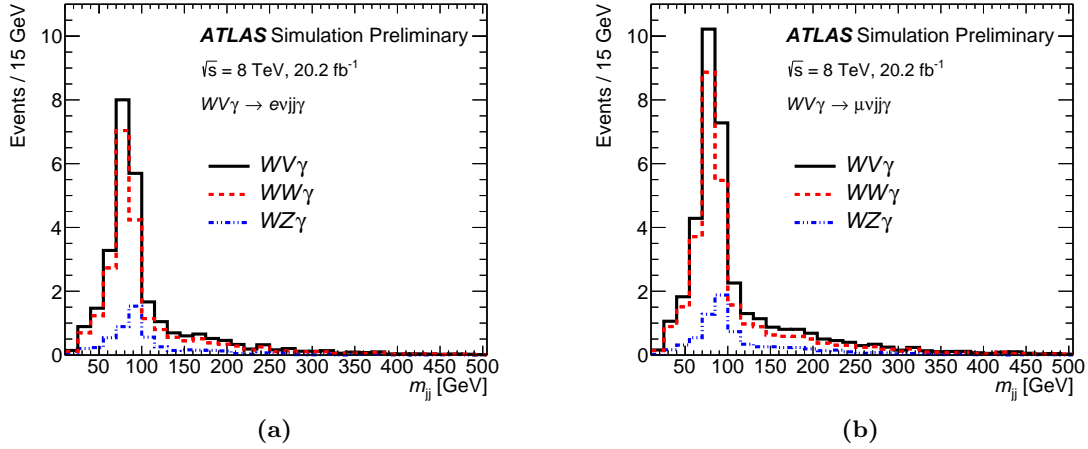 Events / 15 GeV
10
8
6
4
2
0
ATLAS Simulation Preliminary
√s = 8 TeV, 20.2 fb⁻¹
WVγ → eνjjγ
WVγ
WWγ
WZγ
50 100 150 200 250 300 350 400 450 500
m_jj [GeV]
(a)
Events / 15 GeV
10
8
6
4
2
0
ATLAS Simulation Preliminary
√s = 8 TeV, 20.2 fb⁻¹
WVγ → μνjjγ
WVγ
WWγ
WZγ
50 100 150 200 250 300 350 400 450 500
m_jj [GeV]
(b)